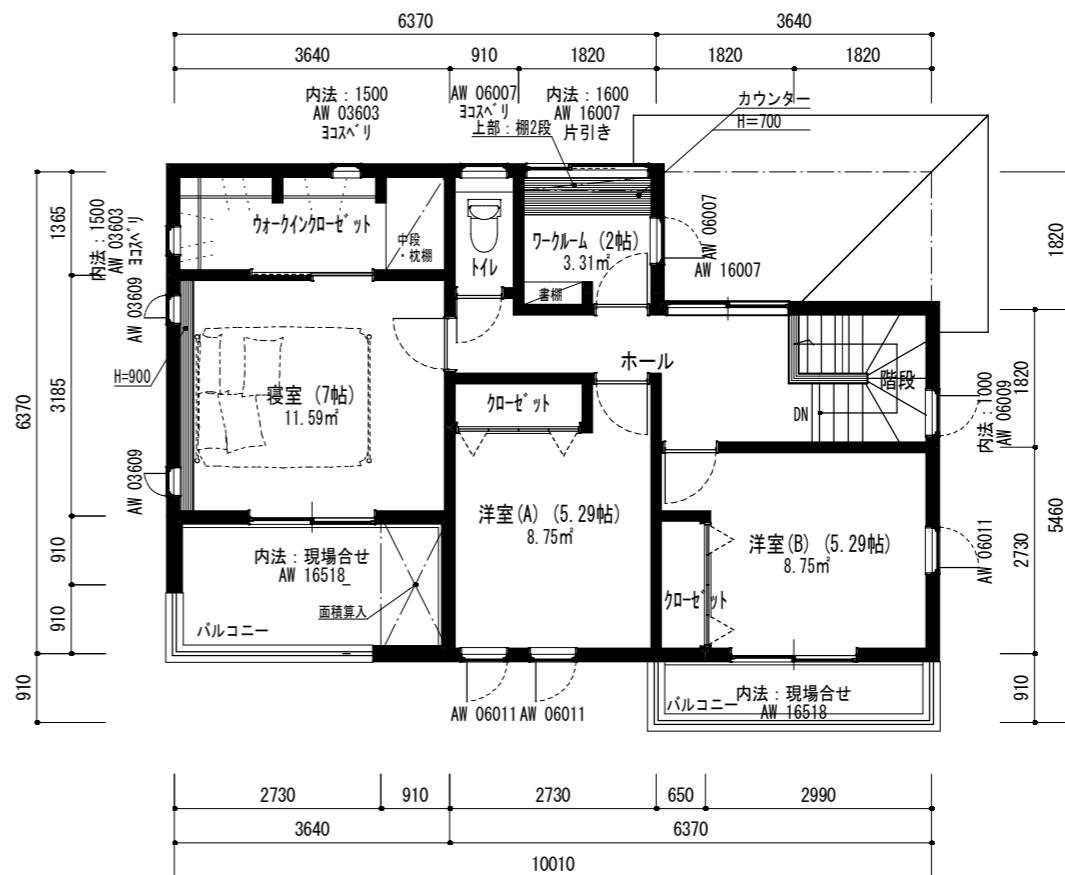 6370
3640
3640
910
1820
1820
1820
内法：1500
AW 03603
ヨコスベリ
AW 06007
ヨコスベリ
内法：1600
AW 16007
片引き
上部：棚2段
カウンター
H=700
1365
3185
910
910
910
6370
内法：1500
AW 03603
ヨコスベリ
AW 03609
H=900
AW 03609
ウォークインクローゼット
中段
・枕棚
トイレ
ワークルーム (2帖)
3.31㎡
書棚
AW 06007
AW 16007
1820
1820
2730
910
5460
寝室 (7帖)
11.59㎡
ホール
クローゼット
階段
DN
内法：1000
AW 06009
洋室(A) (5.29帖)
8.75㎡
洋室(B) (5.29帖)
8.75㎡
AW 06011
クローゼット
内法：現場合せ
AW 16518
面積算入
バルコニー
AW 06011
AW 06011
バルコニー
内法：現場合せ
AW 16518
2730
910
2730
650
2990
3640
6370
10010